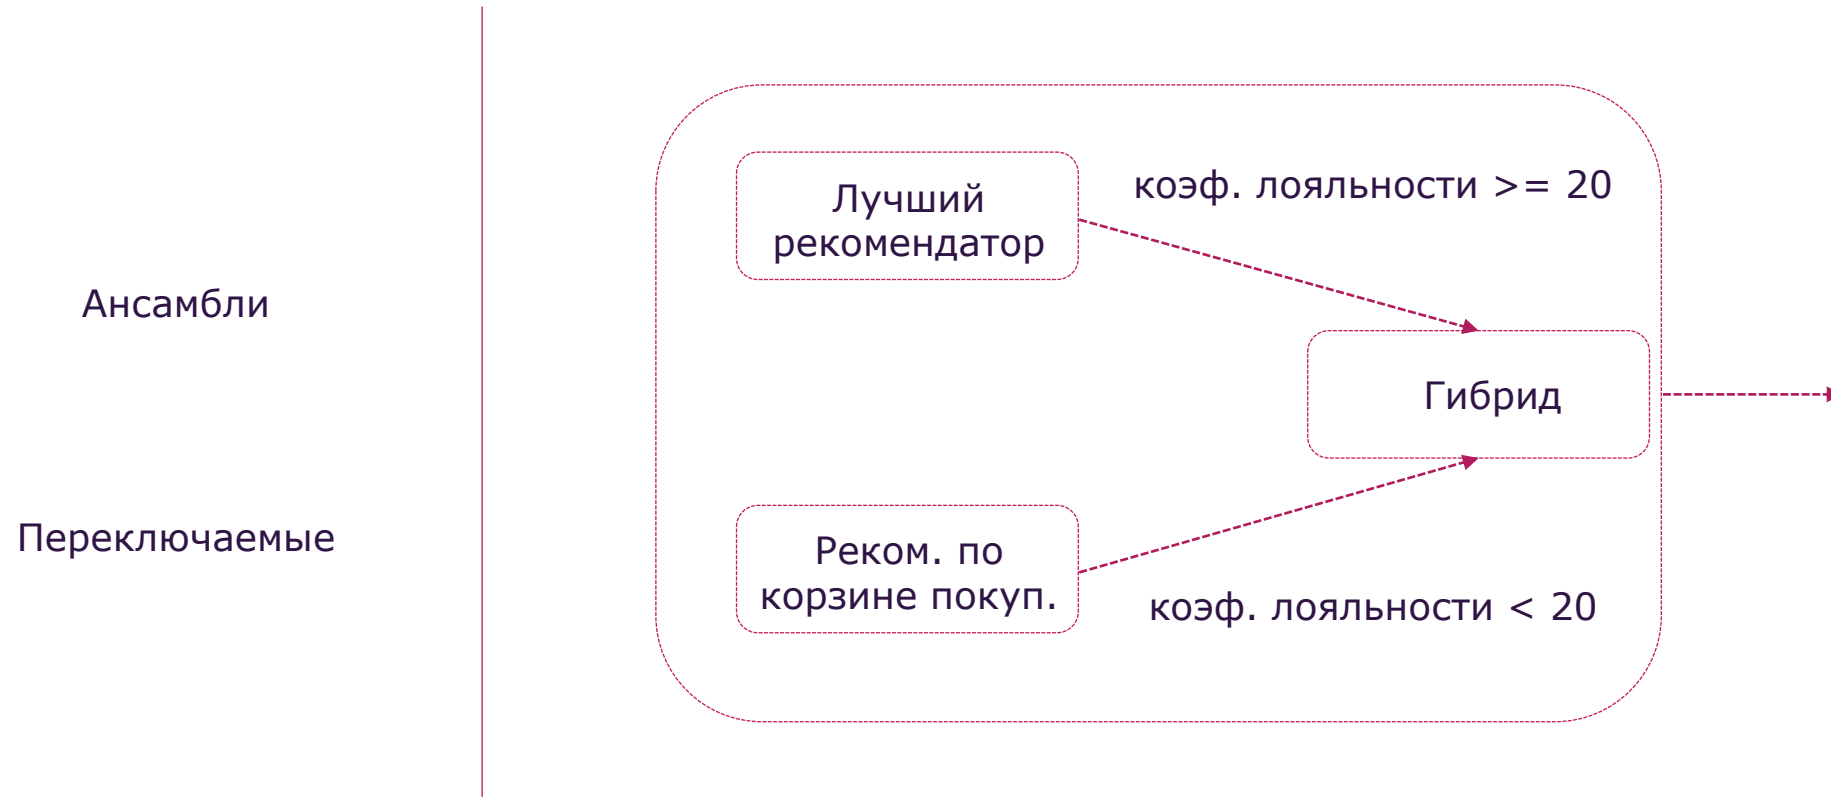 Ансамбли
Переключаемые
Лучший
рекомендатор
коэф. лояльности >= 20
Гибрид
Реком. по
корзине покуп.
коэф. лояльности < 20